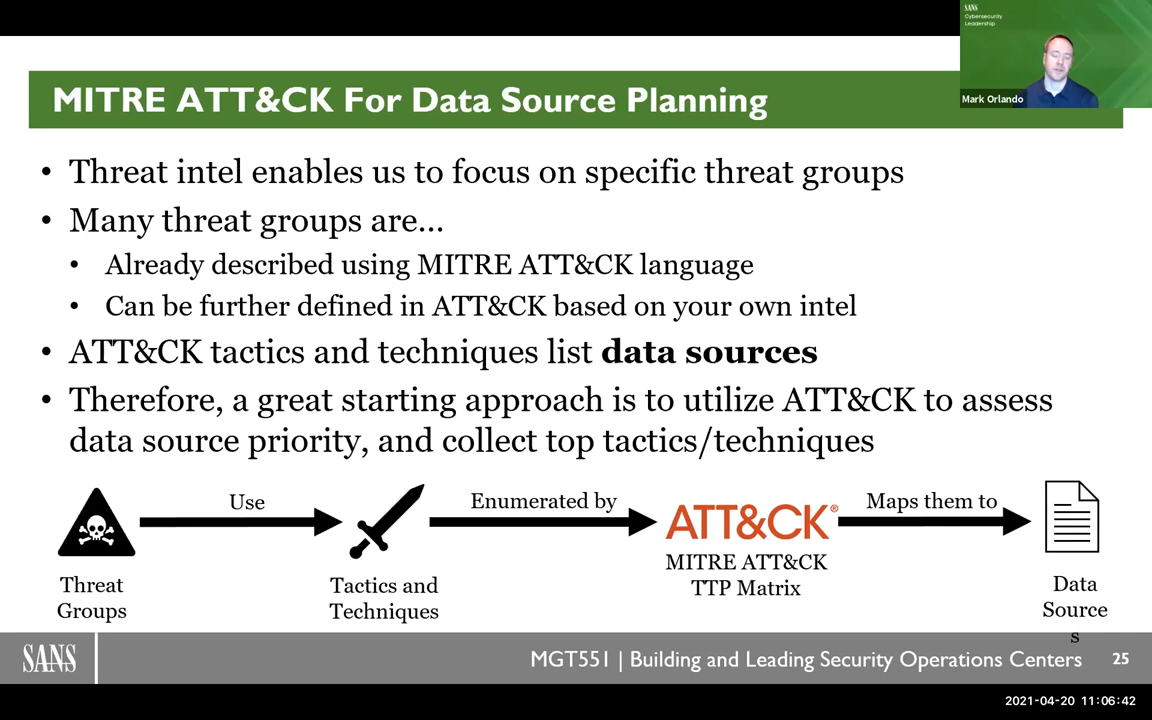 SANS
Cybersecurity
Leadership
Mark Orlando
MITRE ATT&CK For Data Source Planning
• Threat intel enables us to focus on specific threat groups
• Many threat groups are...
• Already described using MITRE ATT&CK language
• Can be further defined in ATT&CK based on your own intel
• ATT&CK tactics and techniques list data sources
• Therefore, a great starting approach is to utilize ATT&CK to assess
data source priority, and collect top tactics/techniques
Use
Enumerated by
Maps them to
ATT&CK®
Threat
Groups
Tactics and
Techniques
MITRE ATT&CK
TTP Matrix
Data
Source
s
SANS
MGT551 | Building and Leading Security Operations Centers
25
2021-04-20 11:06:42